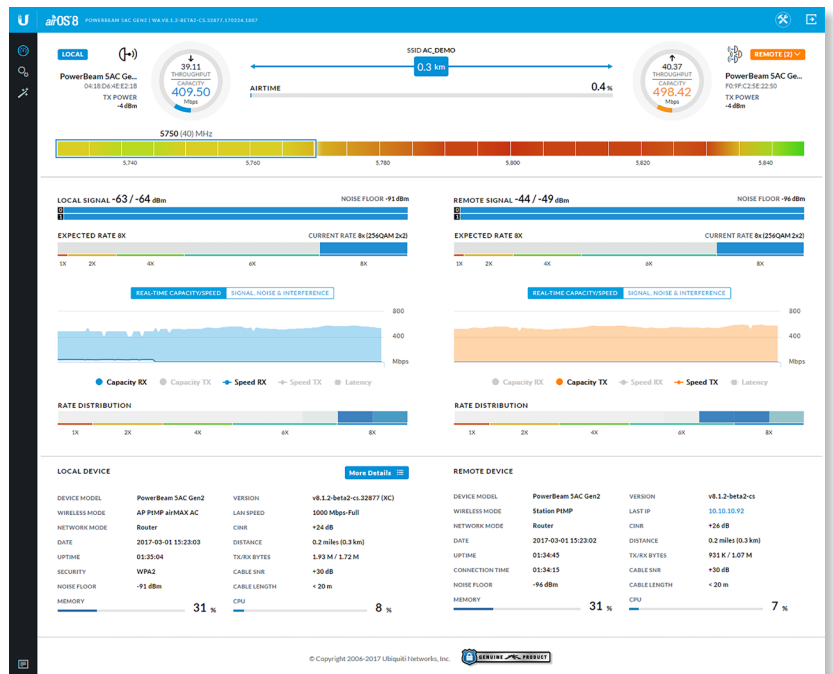 U airOS 8 POWERBEAM 5AC GEN2 | WA.V8.1.2-BETA2-CS.32877.170224.1807
LOCAL
PowerBeam 5AC Ge...
04:18:D6:4E:E2:18
TX POWER
-4 dBm
39.11
THROUGHPUT
CAPACITY
409.50
Mbps
SSID AC_DEMO
0.3 km
AIRTIME 0.4 %
40.37
THROUGHPUT
CAPACITY
498.42
Mbps
REMOTE [2]
PowerBeam 5AC Ge...
F0:9F:C2:5E:22:50
TX POWER
-4 dBm
5750 (40) MHz
5,740 5,760 5,780 5,800 5,820 5,840
LOCAL SIGNAL -63 / -64 dBm NOISE FLOOR -91 dBm
0
1
EXPECTED RATE 8X CURRENT RATE 8x (256QAM 2x2)
1X 2X 4X 6X 8X
REAL-TIME CAPACITY/SPEED SIGNAL, NOISE & INTERFERENCE
800
400
Mbps
Capacity RX Capacity TX Speed RX Speed TX Latency
RATE DISTRIBUTION
1X 2X 4X 6X 8X
REMOTE SIGNAL -44 / -49 dBm NOISE FLOOR -96 dBm
0
1
EXPECTED RATE 8X CURRENT RATE 8x (256QAM 2x2)
1X 2X 4X 6X 8X
REAL-TIME CAPACITY/SPEED SIGNAL, NOISE & INTERFERENCE
800
400
Mbps
Capacity RX Capacity TX Speed RX Speed TX Latency
RATE DISTRIBUTION
1X 2X 4X 6X 8X
LOCAL DEVICE More Details
DEVICE MODEL PowerBeam 5AC Gen2 VERSION v8.1.2-beta2-cs.32877 (XC)
WIRELESS MODE AP PtMP airMAX AC LAN SPEED 1000 Mbps-Full
NETWORK MODE Router CINR +24 dB
DATE 2017-03-01 15:23:03 DISTANCE 0.2 miles (0.3 km)
UPTIME 01:35:04 TX/RX BYTES 1.93 M / 1.72 M
SECURITY WPA2 CABLE SNR +30 dB
NOISE FLOOR -91 dBm CABLE LENGTH < 20 m
MEMORY 31 % CPU 8 %
REMOTE DEVICE
DEVICE MODEL PowerBeam 5AC Gen2 VERSION v8.1.2-beta2-cs
WIRELESS MODE Station PtMP LAST IP 10.10.10.92
NETWORK MODE Router CINR +26 dB
DATE 2017-03-01 15:23:02 DISTANCE 0.2 miles (0.3 km)
UPTIME 01:34:45 TX/RX BYTES 931 K / 1.07 M
CONNECTION TIME 01:34:15 CABLE SNR +30 dB
NOISE FLOOR -96 dBm CABLE LENGTH < 20 m
MEMORY 31 % CPU 7 %
© Copyright 2006-2017 Ubiquiti Networks, Inc. GENUINE PRODUCT